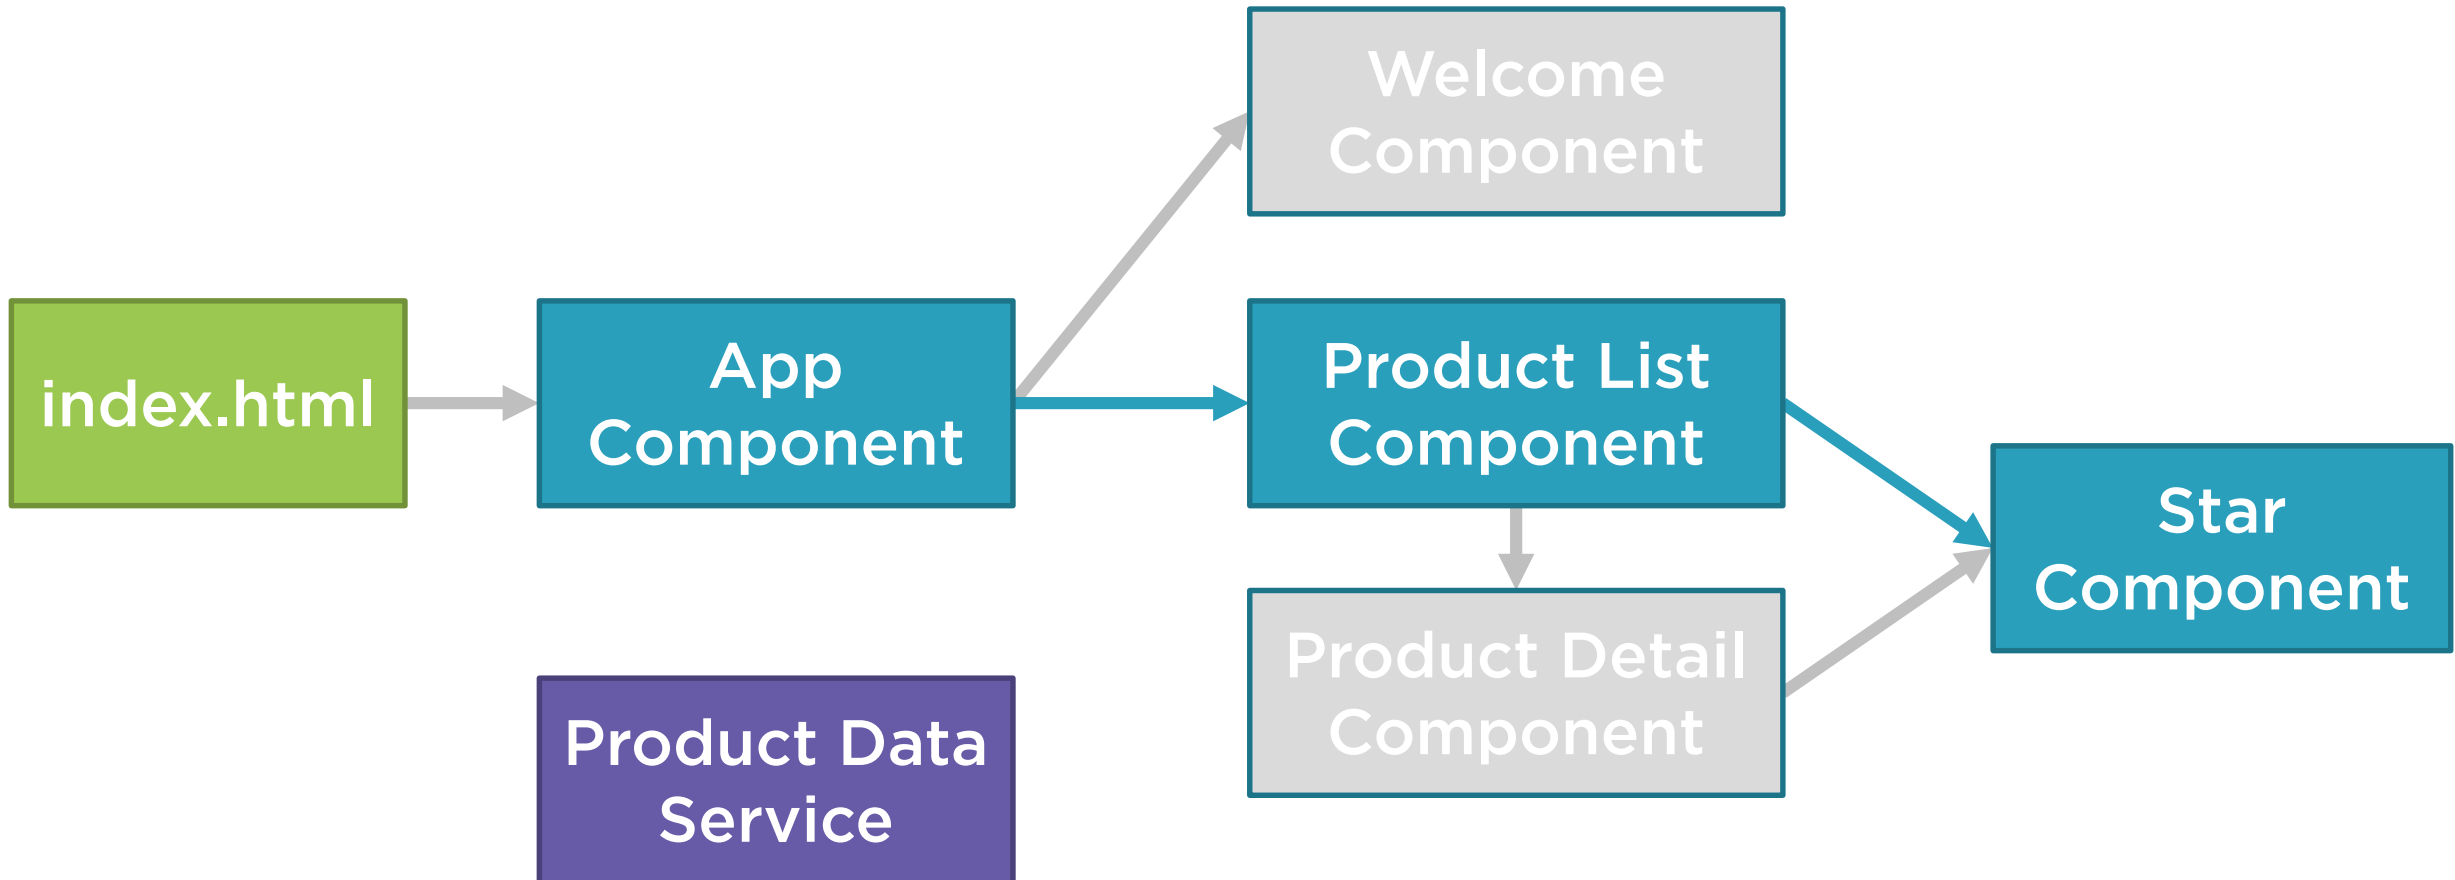 Welcome
Component
index.html
App
Component
Product List
Component
Star
Component
Product Detail
Component
Product Data
Service